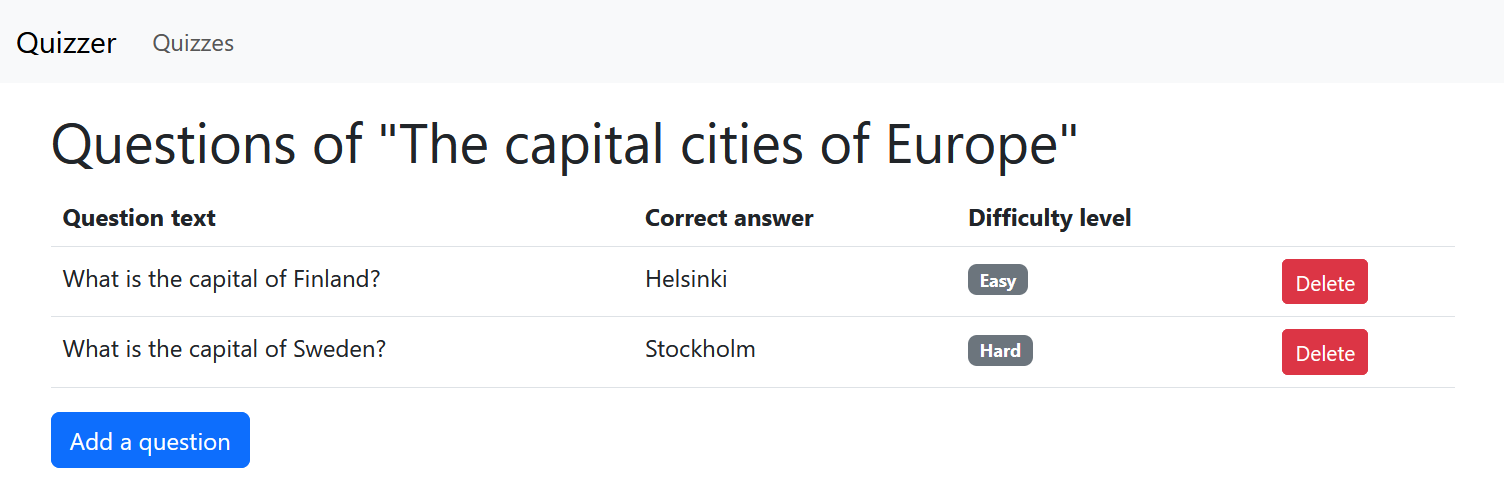 Quizzer Quizzes
Questions of "The capital cities of Europe"
Question text Correct answer Difficulty level
What is the capital of Finland? Helsinki Easy Delete
What is the capital of Sweden? Stockholm Hard Delete
Add a question